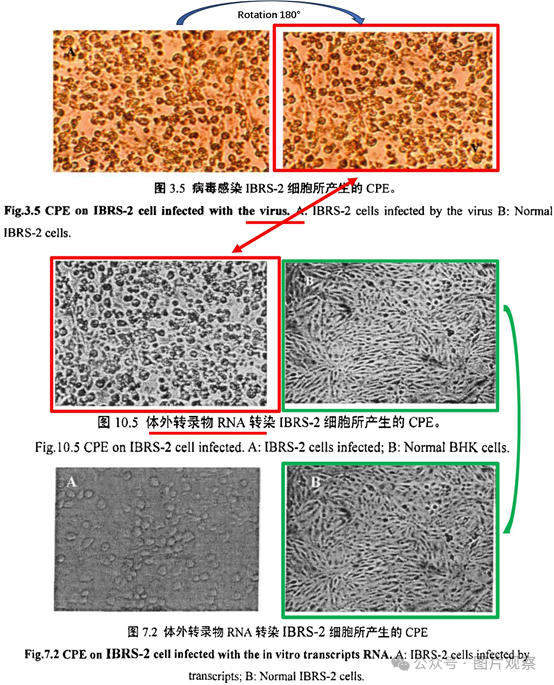 Rotation 180°
A
A
图 3.5 病毒感染 IBRS-2 细胞所产生的 CPE。
Fig.3.5 CPE on IBRS-2 cell infected with the virus. A: IBRS-2 cells infected by the virus B: Normal
IBRS-2 cells.
B
图 10.5 体外转录物 RNA 转染 IBRS-2 细胞所产生的 CPE。
Fig.10.5 CPE on IBRS-2 cell infected. A: IBRS-2 cells infected; B: Normal BHK cells.
A
B
图 7.2 体外转录物 RNA 转染 IBRS-2 细胞所产生的 CPE
Fig.7.2 CPE on IBRS-2 cell infected with the in vitro transcripts RNA. A: IBRS-2 cells infected by
transcripts; B: Normal IBRS-2 cells.
公众号·图片观察